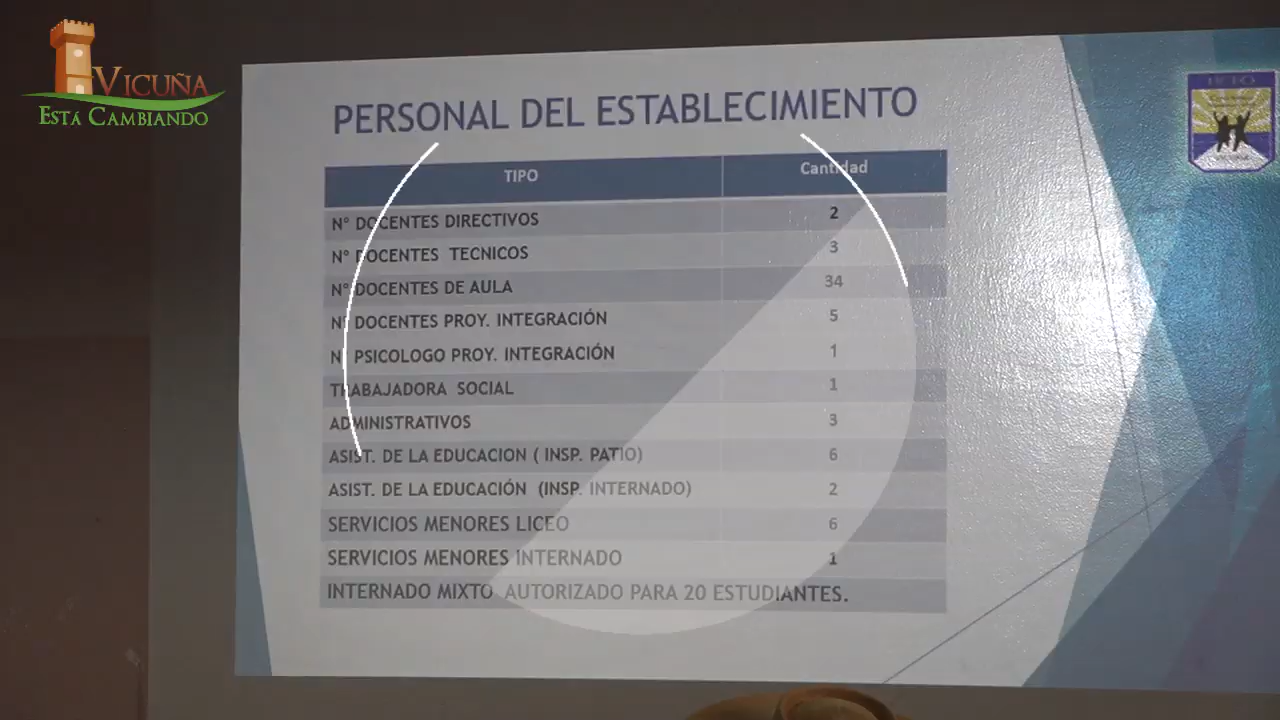 VICUÑA
ESTÁ CAMBIANDO
PERSONAL DEL ESTABLECIMIENTO
TIPO Cantidad
N° DOCENTES DIRECTIVOS 2
N° DOCENTES TECNICOS 3
N° DOCENTES DE AULA 34
N° DOCENTES PROY. INTEGRACIÓN 5
N° PSICOLOGO PROY. INTEGRACIÓN 1
TRABAJADORA SOCIAL 1
ADMINISTRATIVOS 3
ASIST. DE LA EDUCACION ( INSP. PATIO) 6
ASIST. DE LA EDUCACIÓN (INSP. INTERNADO) 2
SERVICIOS MENORES LICEO 6
SERVICIOS MENORES INTERNADO 1
INTERNADO MIXTO AUTORIZADO PARA 20 ESTUDIANTES.